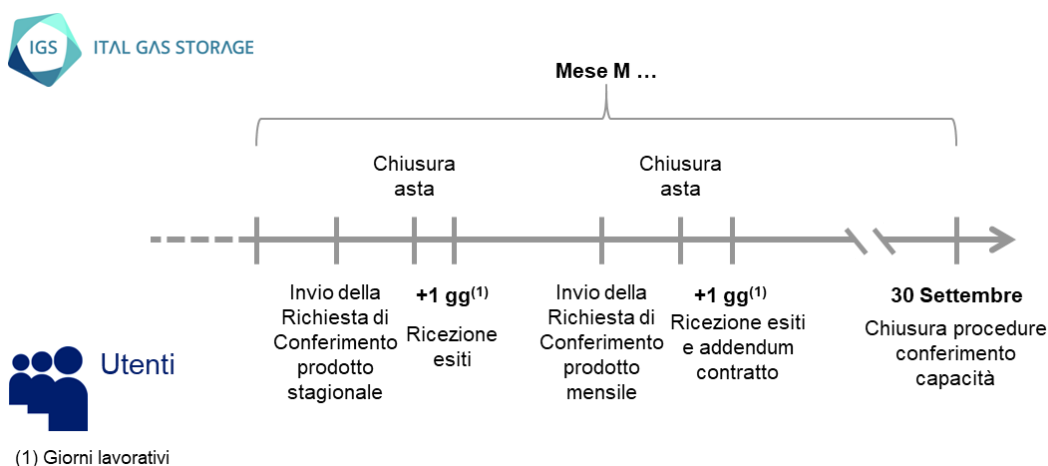 IGS ITAL GAS STORAGE
Mese M ...
Chiusura
asta
Chiusura
asta
Invio della
Richiesta di
Conferimento
prodotto
stagionale
+1 gg(1)
Ricezione
esiti
Invio della
Richiesta di
Conferimento
prodotto
mensile
+1 gg(1)
Ricezione esiti
e addendum
contratto
30 Settembre
Chiusura procedure
conferimento
capacità
Utenti
(1) Giorni lavorativi